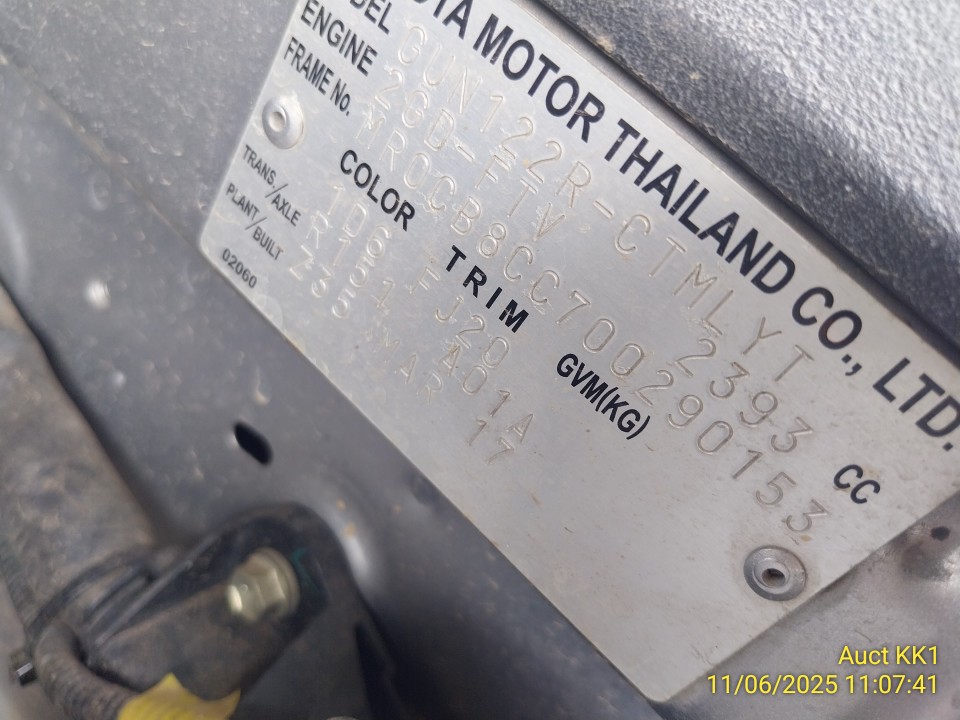 OTA MOTOR THAILAND CO., LTD.
DEL GUN122R-CTMLYT
ENGINE 2GD-FTV 2393 CC
FRAME No. MR0CB8CC700290153
COLOR TRIM GVM(KG)
1D6 FJ20
TRANS./AXLE R151 A01A
PLANT/BUILT Z35 MAR 17
02060
Auct KK1
11/06/2025 11:07:41